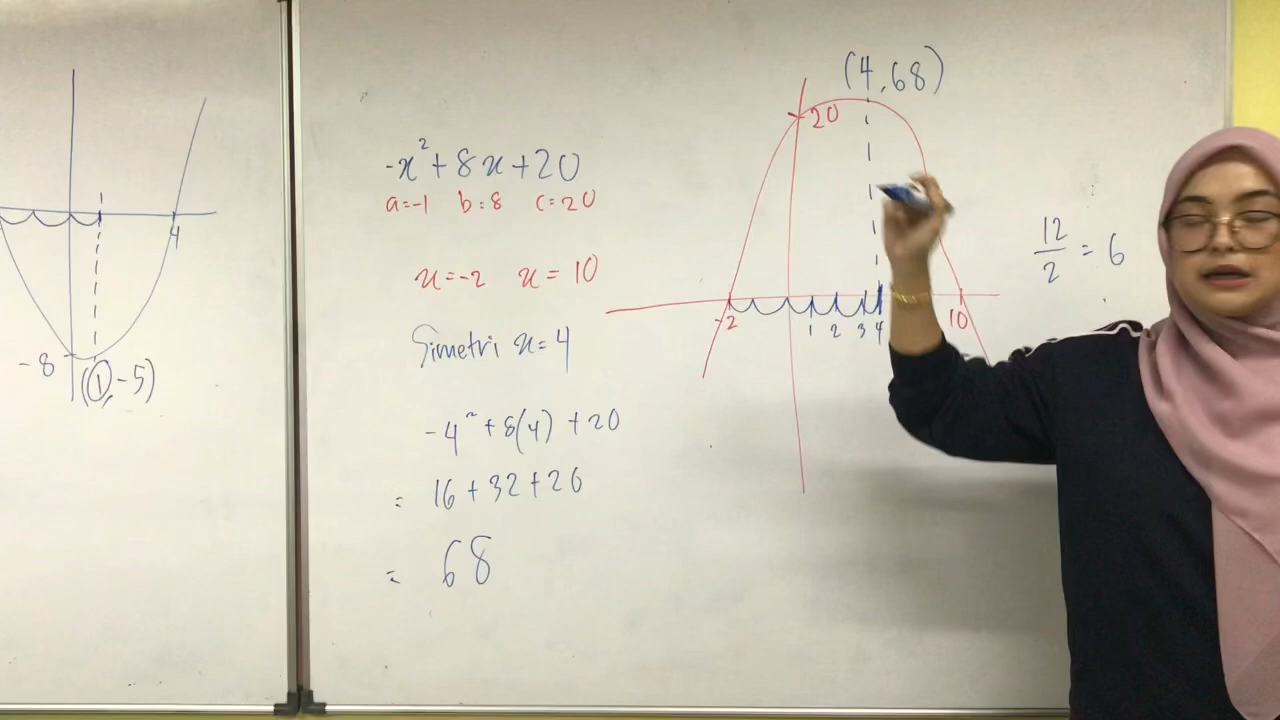 4
-8
(1, -5)
-x² + 8x + 20
a=-1 b=8 c=20
x=-2 x=10
Simetri x=4
-4² + 8(4) + 20
= 16 + 32 + 20
= 68
(4, 68)
20
-2 1 2 3 4 10
12/2 = 6